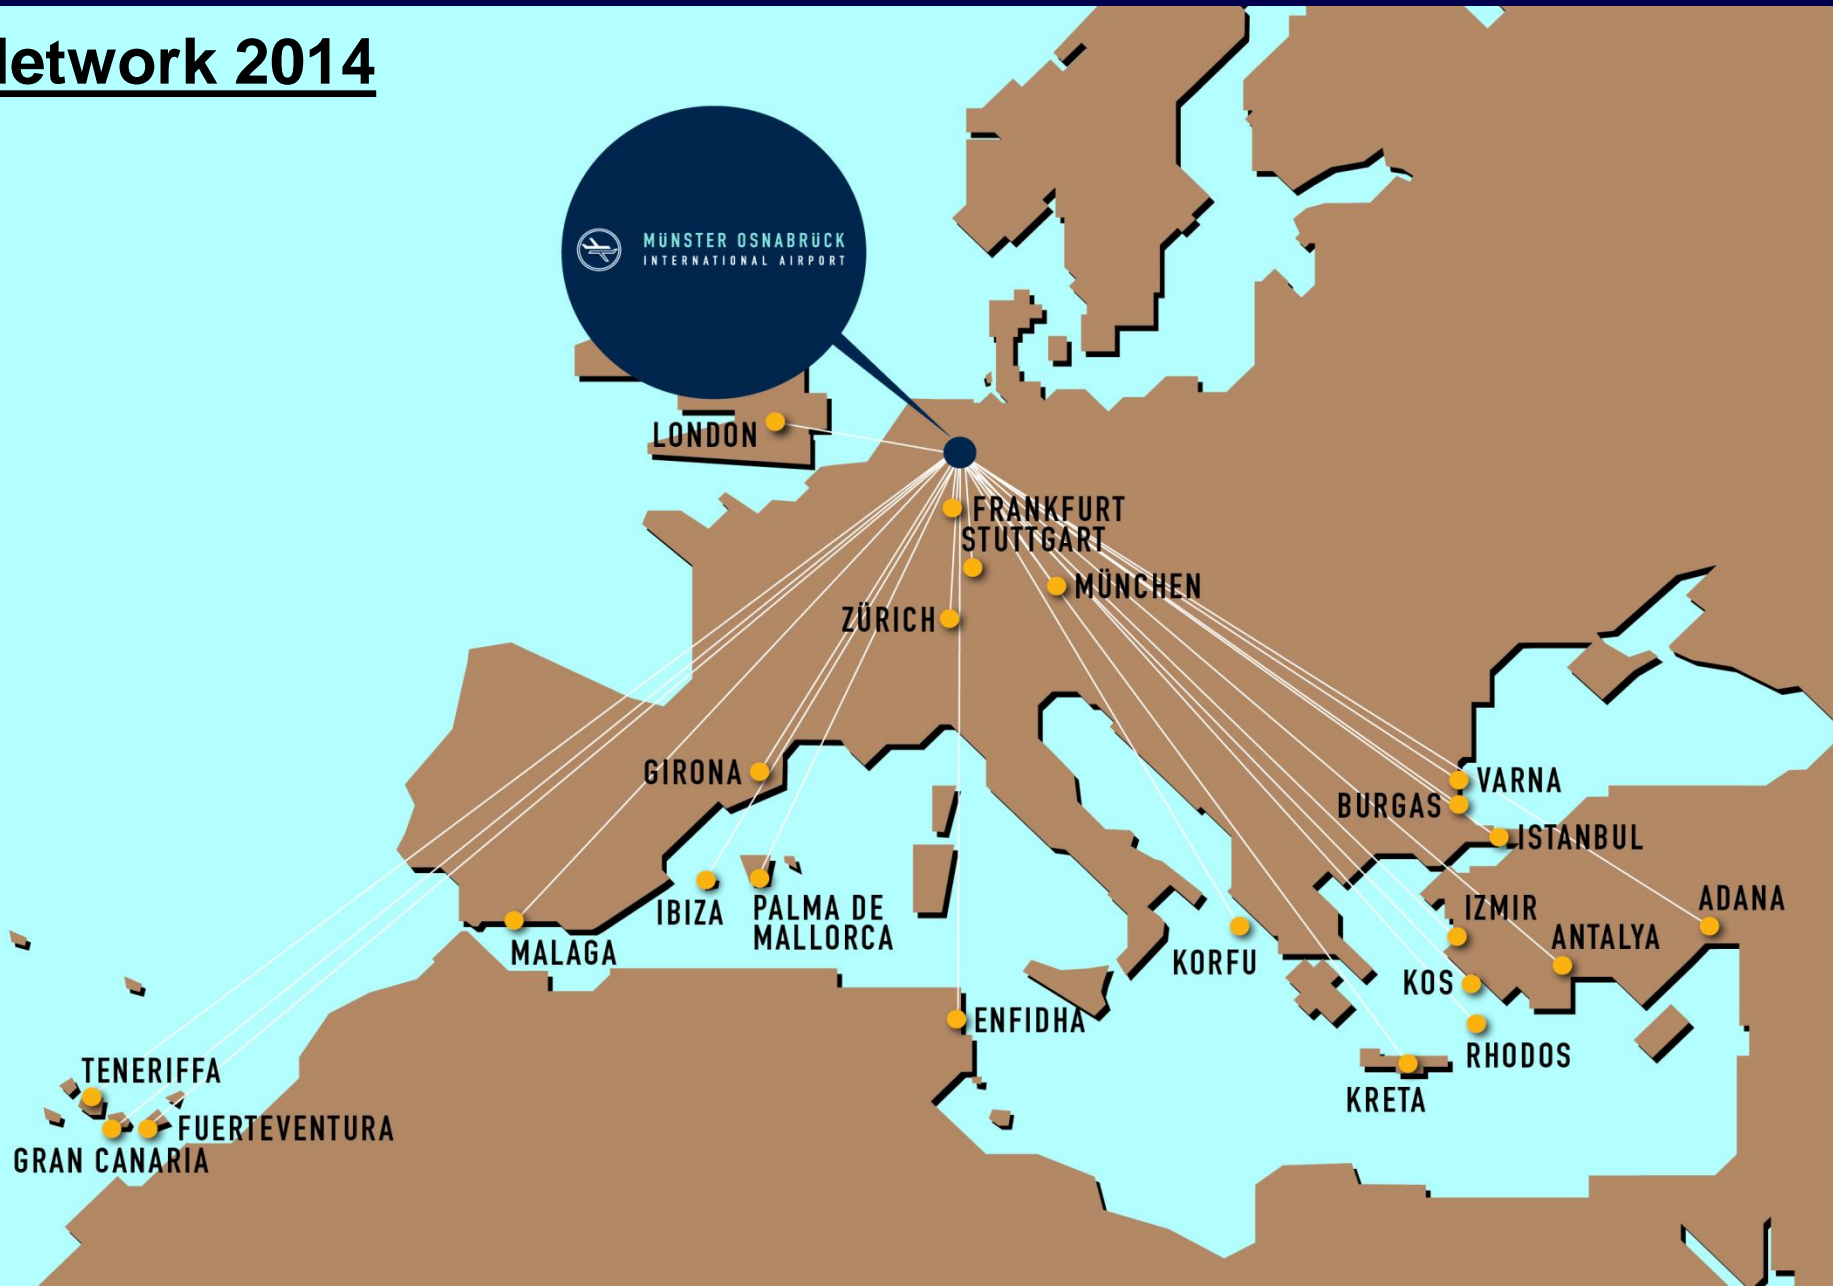 2014
MÜNSTER OSNABRÜCK
INTERNATIONAL AIRPORT
LONDON
FRANKFURT
STUTTGART
MÜNCHEN
ZÜRICH
GIRONA
VARNA
BURGAS
ISTANBUL
IBIZA
PALMA DE
MALLORCA
MALAGA
KORFU
IZMIR
ADANA
ANTALYA
KOS
ENFIDHA
RHODOS
KRETA
TENERIFFA
FUERTEVENTURA
GRAN CANARIA